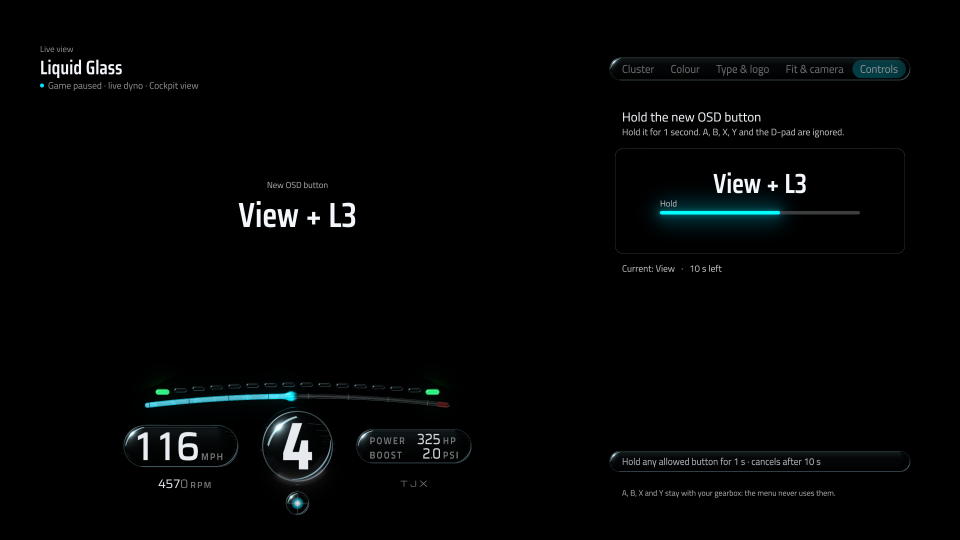 Live view
Liquid Glass
Game paused · live dyno · Cockpit view
Cluster Colour Type & logo Fit & camera Controls
Hold the new OSD button
Hold it for 1 second. A, B, X, Y and the D-pad are ignored.
View + L3
Hold
Current: View · 10 s left
New OSD button
View + L3
116 MPH
4570 RPM
4
POWER 325 HP
BOOST 2.0 PSI
TJX
Hold any allowed button for 1 s · cancels after 10 s
A, B, X and Y stay with your gearbox: the menu never uses them.